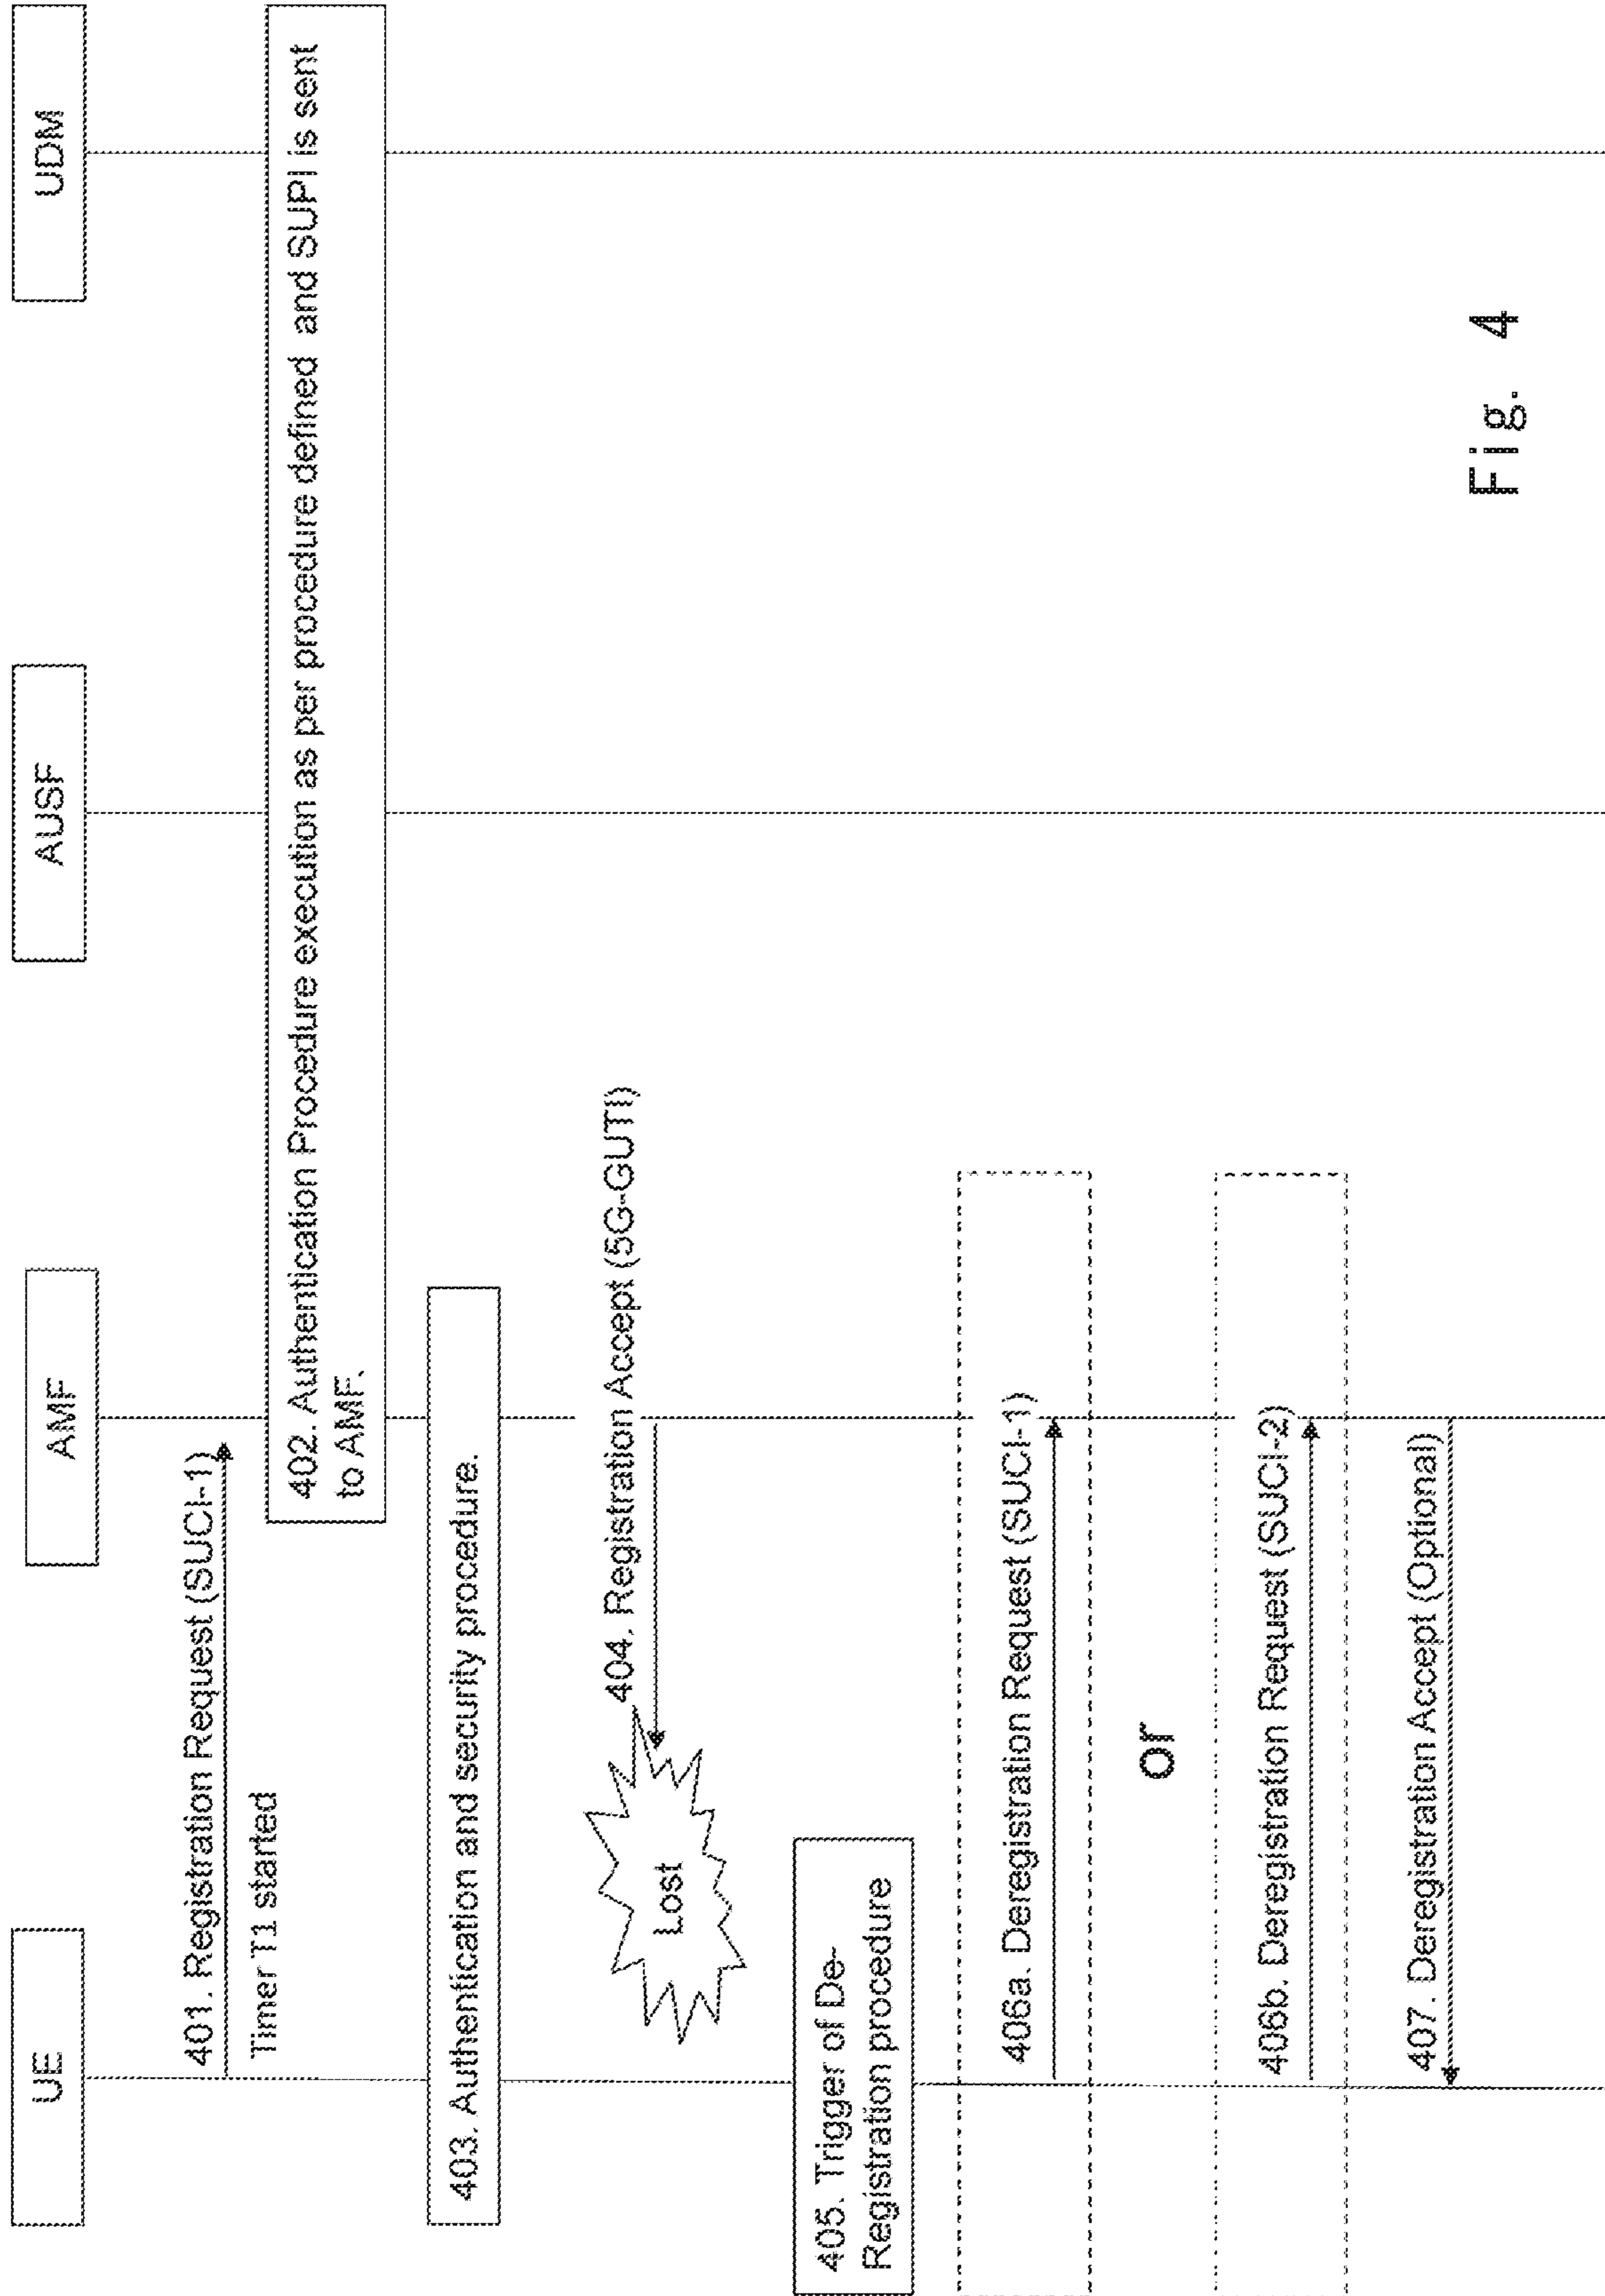 UE
AMF
AUSF
UDM
401. Registration Request (SUCI-1)
Timer T1 started
402. Authentication Procedure execution as per procedure defined and SUPI is sent
to AMF.
403. Authentication and security procedure.
404. Registration Accept (5G-GUTI)
Lost
405. Trigger of De-
Registration procedure
406a. Deregistration Request (SUCI-1)
or
406b. Deregistration Request (SUCI-2)
407. Deregistration Accept (Optional)
Fig. 4